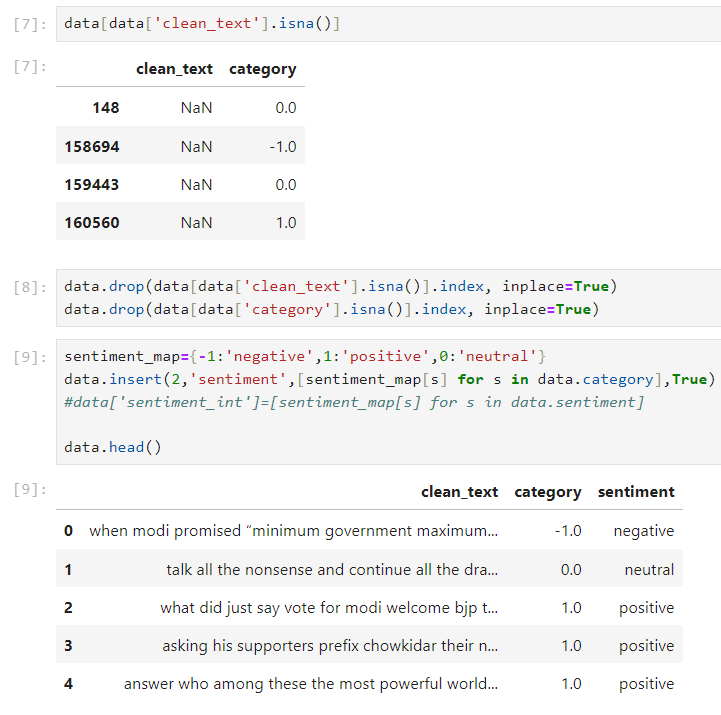 [7]: data[data['clean_text'].isna()]
[7]:
clean_text category
148 NaN 0.0
158694 NaN -1.0
159443 NaN 0.0
160560 NaN 1.0
[8]: data.drop(data[data['clean_text'].isna()].index, inplace=True)
data.drop(data[data['category'].isna()].index, inplace=True)
[9]: sentiment_map={-1:'negative',1:'positive',0:'neutral'}
data.insert(2,'sentiment',[sentiment_map[s] for s in data.category],True)
#data['sentiment_int']=[sentiment_map[s] for s in data.sentiment]
data.head()
[9]:
clean_text category sentiment
0 when modi promised “minimum government maximum... -1.0 negative
1 talk all the nonsense and continue all the dra... 0.0 neutral
2 what did just say vote for modi welcome bjp t... 1.0 positive
3 asking his supporters prefix chowkidar their n... 1.0 positive
4 answer who among these the most powerful world... 1.0 positive